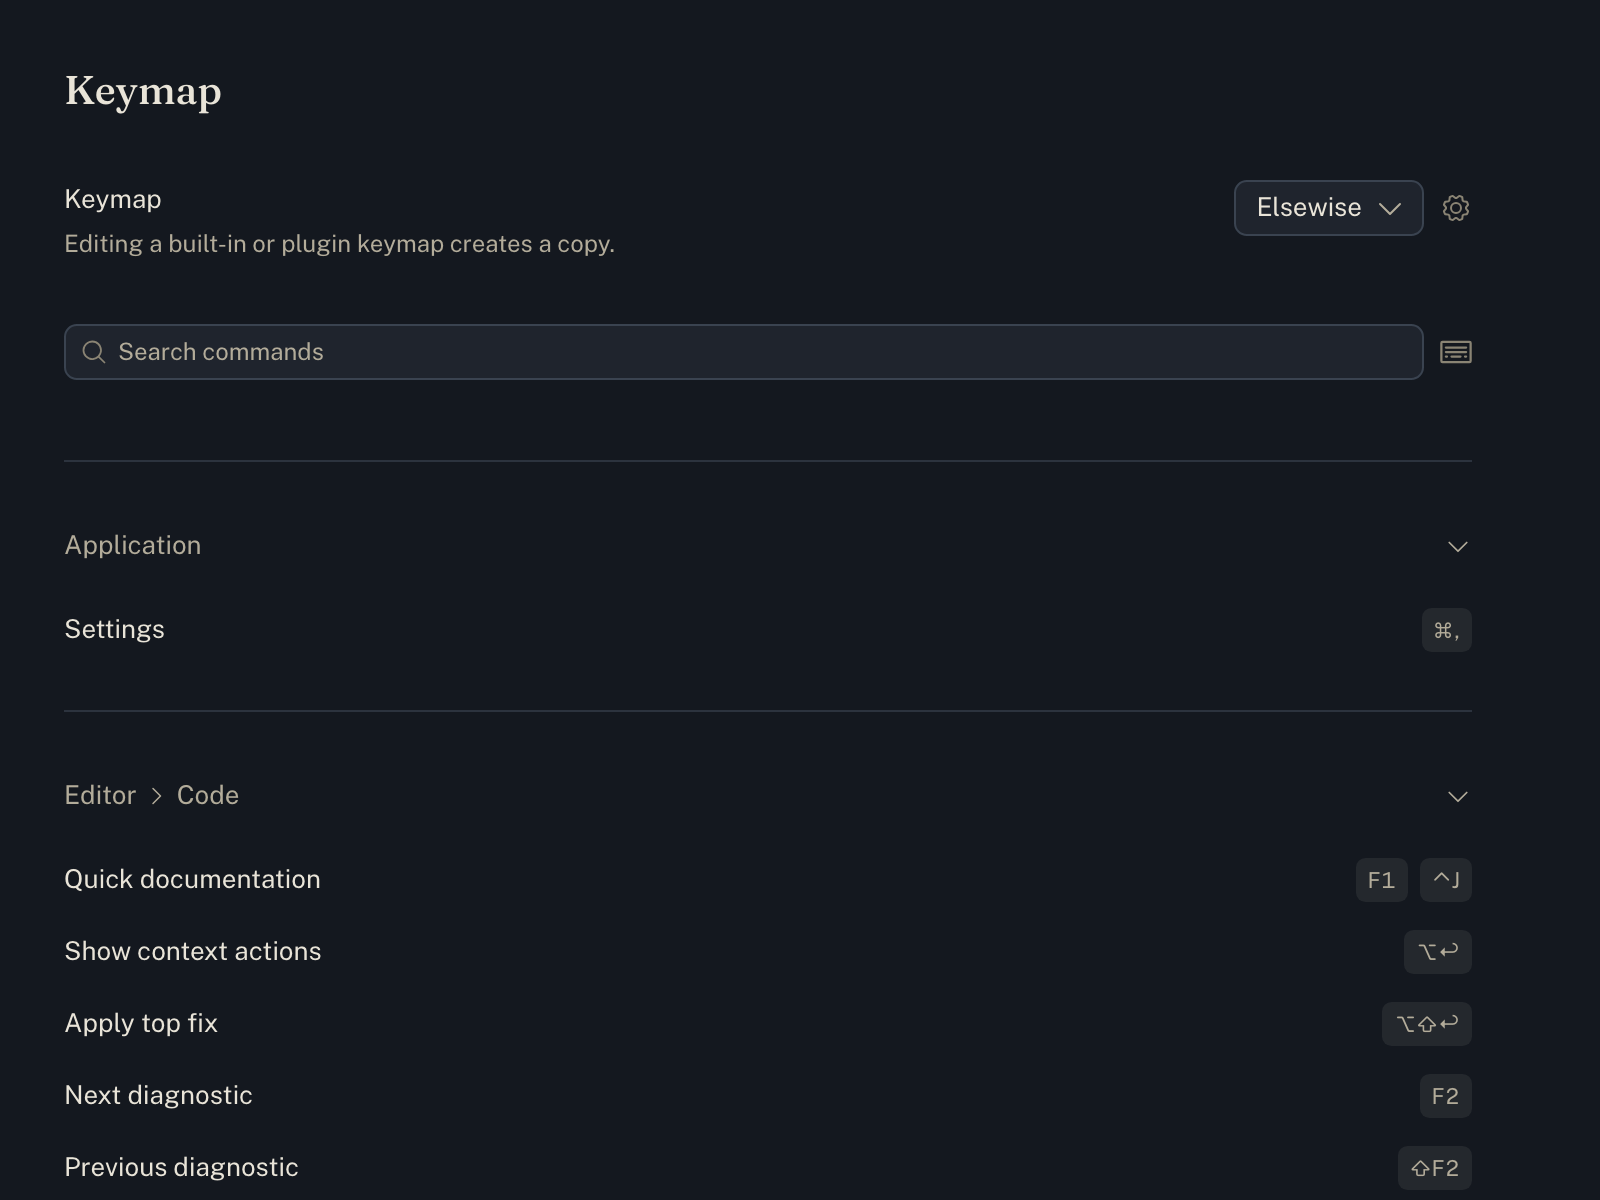 Keymap
Keymap
Elsewise
Editing a built-in or plugin keymap creates a copy.
Search commands
Application
Settings
⌘,
Editor > Code
Quick documentation
F1
^J
Show context actions
⌥↩
Apply top fix
⌥⇧↩
Next diagnostic
F2
Previous diagnostic
⇧F2